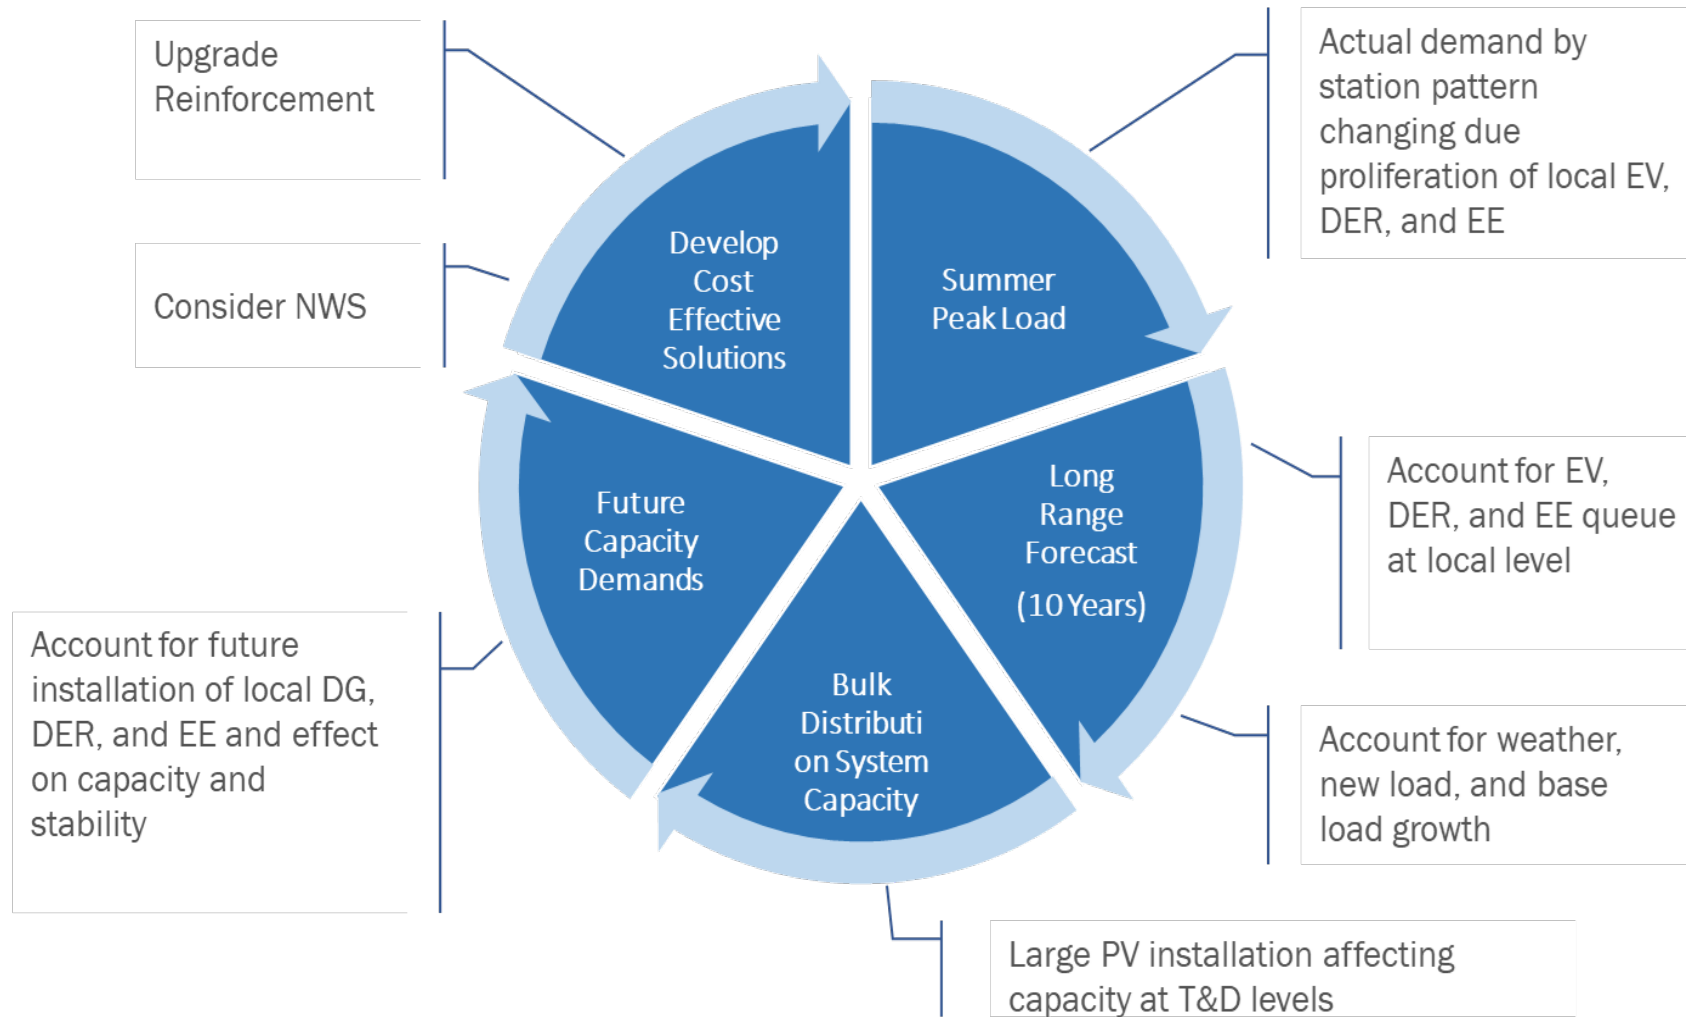 Upgrade
Reinforcement
Consider NWS
Account for future
installation of local DG,
DER, and EE and effect
on capacity and
stability
Develop
Cost
Effective
Solutions
Summer
Peak Load
Long
Range
Forecast
(10 Years)
Bulk
Distributi
on System
Capacity
Future
Capacity
Demands
Actual demand by
station pattern
changing due
proliferation of local EV,
DER, and EE
Account for EV,
DER, and EE queue
at local level
Account for weather,
new load, and base
load growth
Large PV installation affecting
capacity at T&D levels